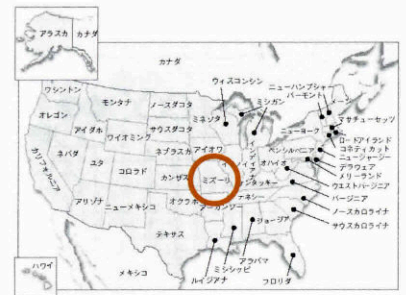 アラスカ カナダ
カナダ
ウィスコンシン
ニューハンプシャー
バーモント
メーン
ワシントン
モンタナ
ノースダコタ
ミネソタ
ミシガン
マサチューセッツ
オレゴン
アイダホ
ワイオミング
サウスダコタ
ニューヨーク
ロードアイランド
コネティカット
ペンシルバニア
ニュージャージー
ネバダ
ユタ
ネブラスカ
アイオワ
オハイオ
デラウェア
メリーランド
カリフォルニア
コロラド
カンザス
ミズーリ
ケンタッキー
ウエストバージニア
バージニア
アリゾナ
ニューメキシコ
オクラホマ
テネシー
ノースカロライナ
サウスカロライナ
ジョージア
テキサス
アラバマ
ミシシッピ
ルイジアナ
フロリダ
ハワイ
メキシコ